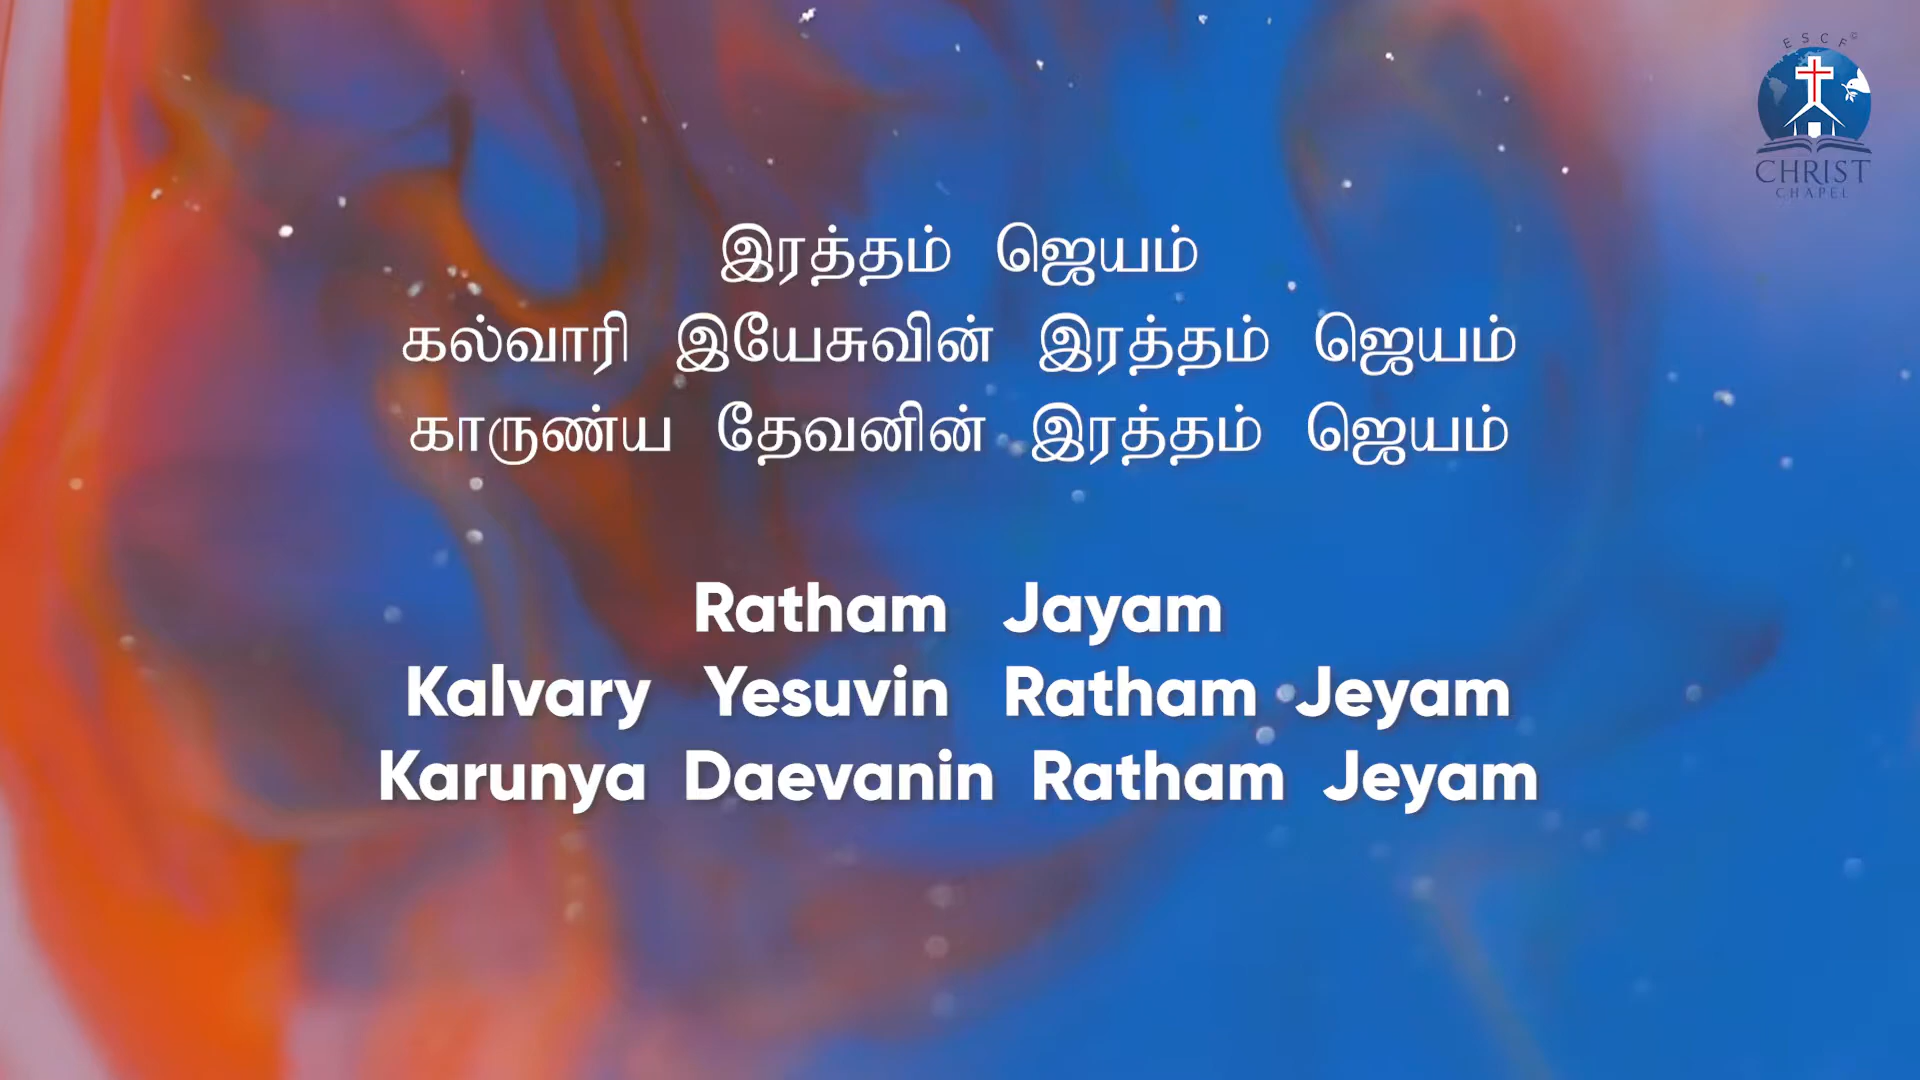 ESCF©
CHRIST
CHAPEL
இரத்தம் ஜெயம்
கல்வாரி இயேசுவின் இரத்தம் ஜெயம்
காருண்ய தேவனின் இரத்தம் ஜெயம்
Ratham Jayam
Kalvary Yesuvin Ratham Jeyam
Karunya Daevanin Ratham Jeyam